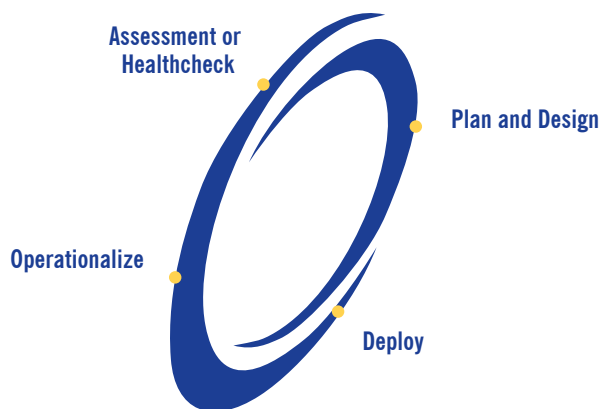 Assessment or
Healthcheck
Plan and Design
Operationalize
Deploy